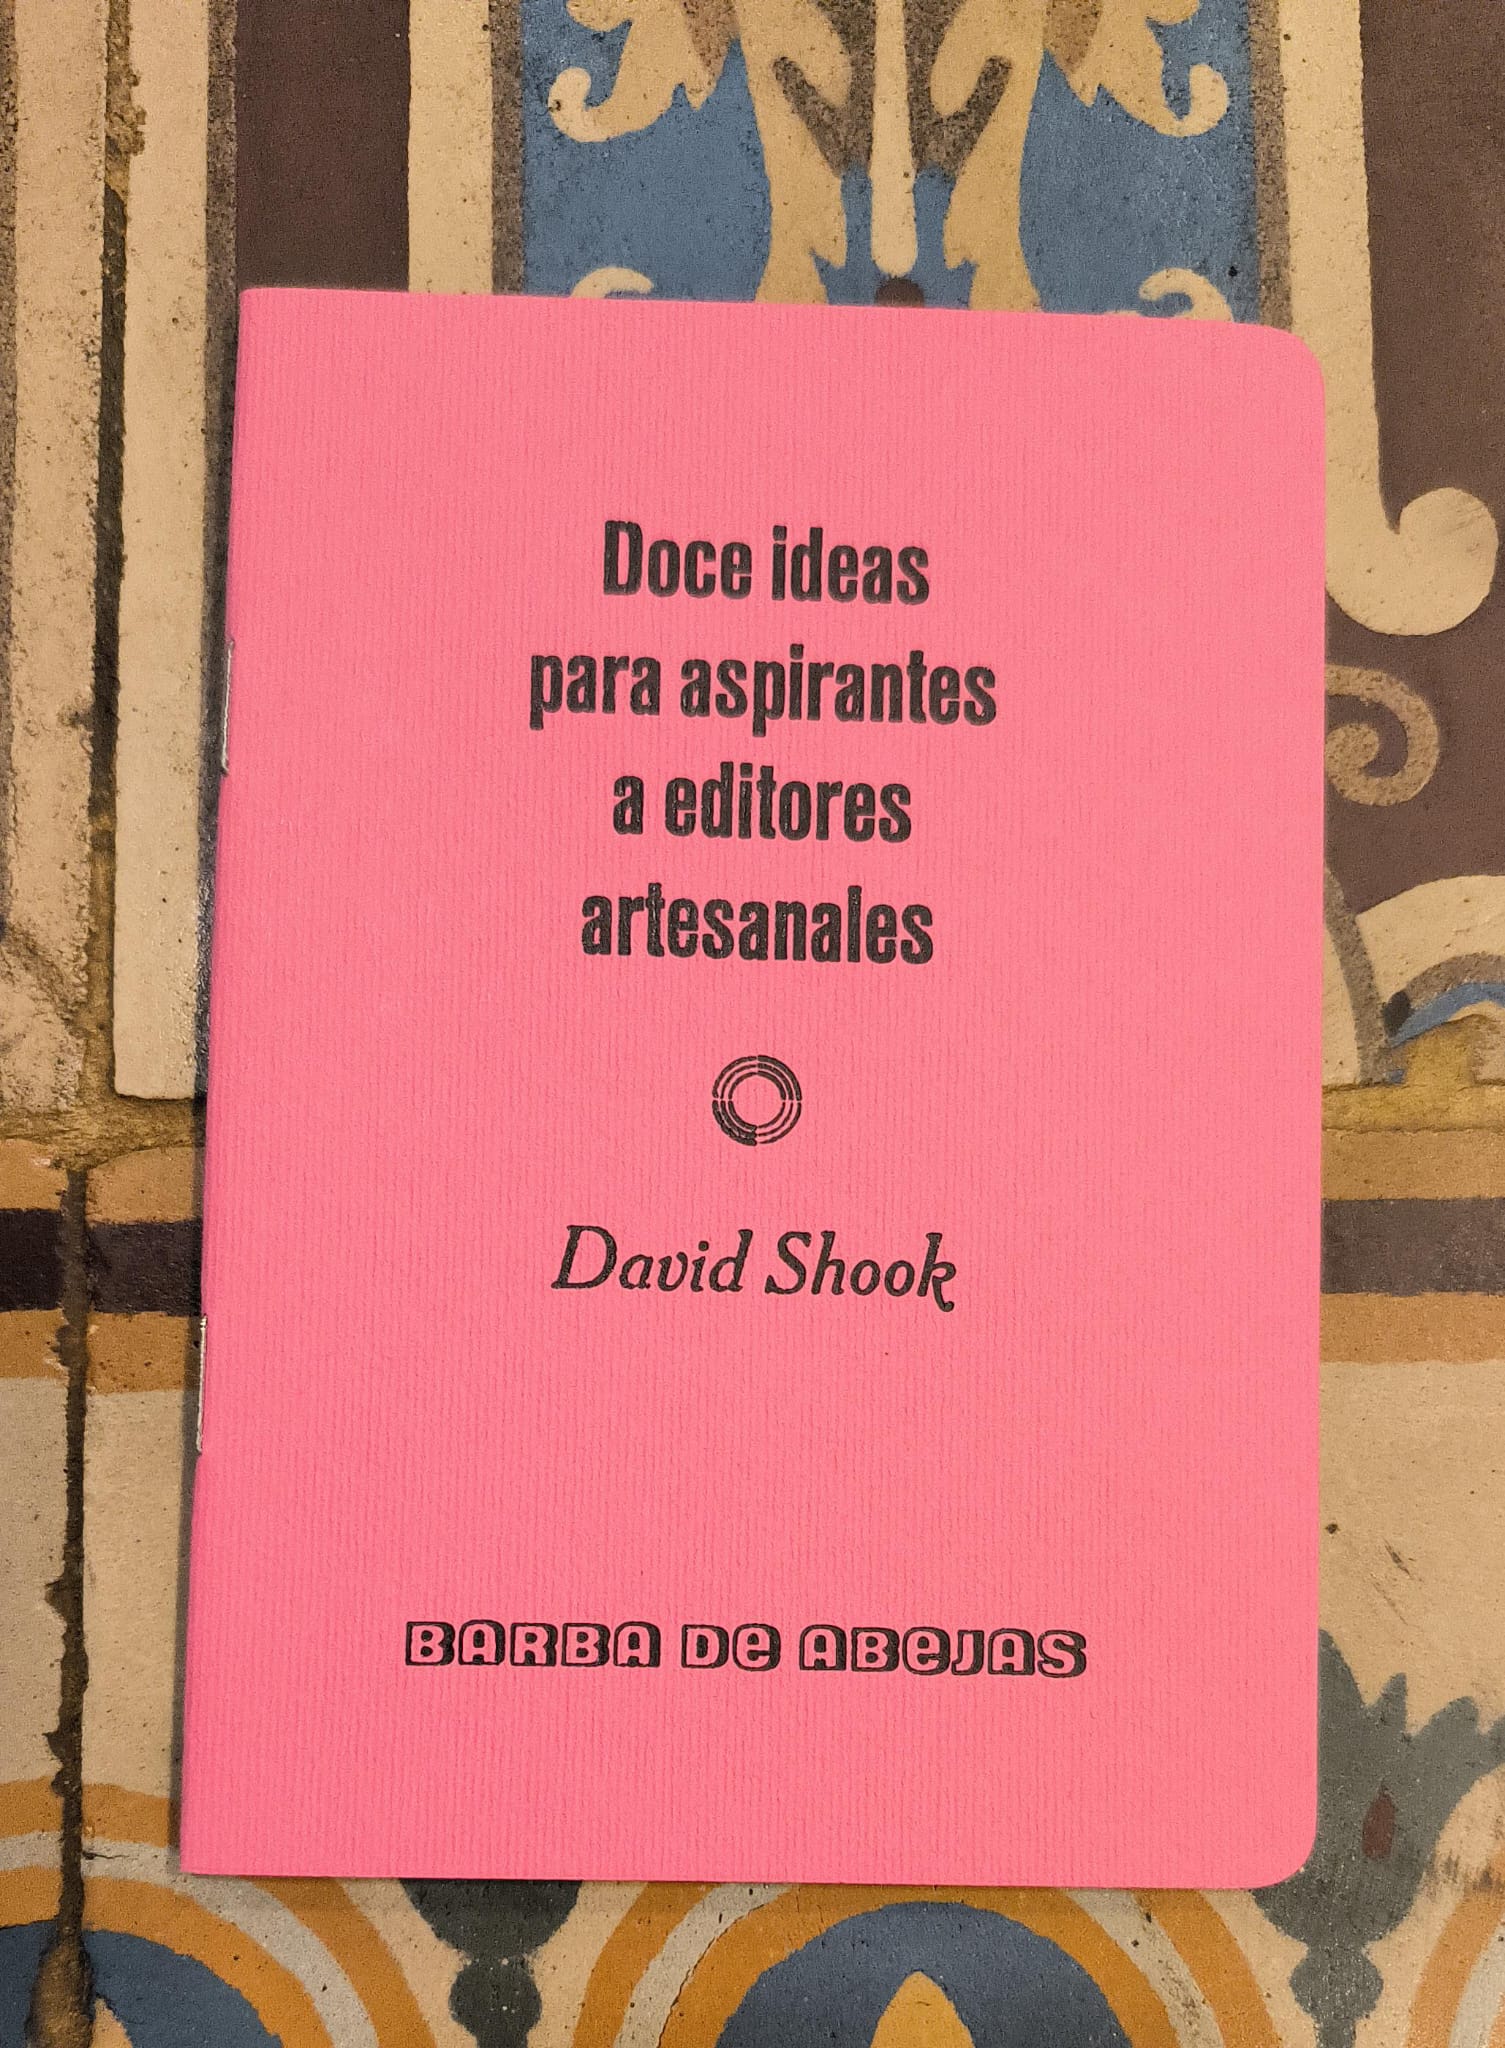 Doce ideas
para aspirantes
a editores
artesanales
David Shook
BARBA DE ABEJAS